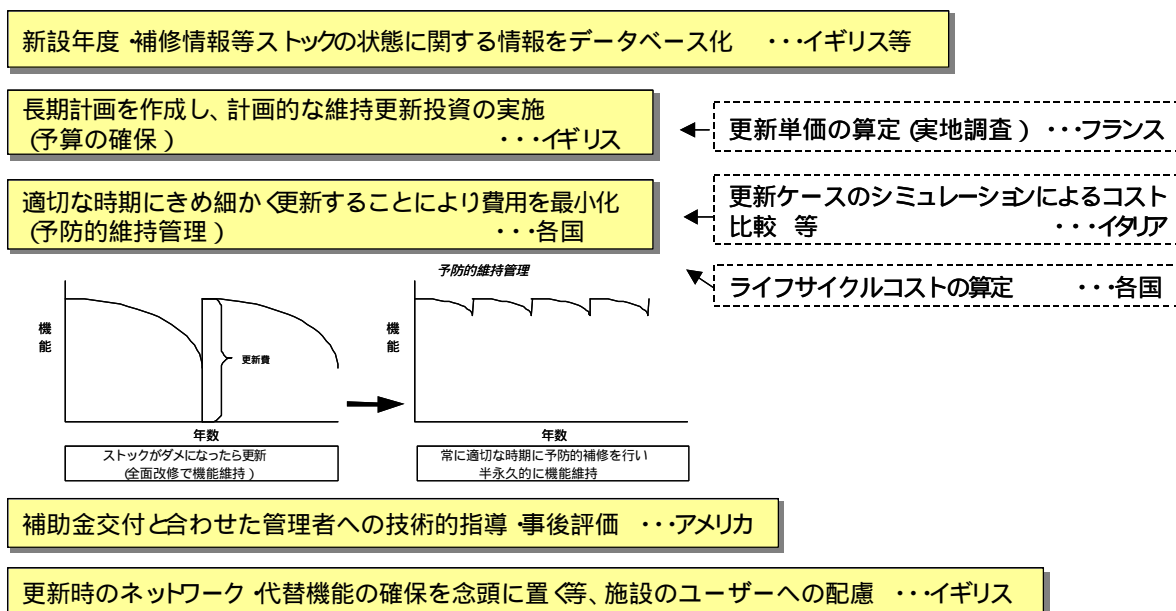 新設年度・補修情報等ストックの状態に関する情報をデータベース化　・・・イギリス等
長期計画を作成し、計画的な維持更新投資の実施
(予算の確保)　・・・イギリス
更新単価の算定(実地調査)　・・・フランス
適切な時期にきめ細かく更新することにより費用を最小化
(予防的維持管理)　・・・各国
更新ケースのシミュレーションによるコスト
比較　等　・・・イタリア
ライフサイクルコストの算定　・・・各国
予防的維持管理
機能
更新費
年数
ストックがダメになったら更新
(全面改修で機能維持)
機能
年数
常に適切な時期に予防的補修を行い
半永久的に機能維持
補助金交付と合わせた管理者への技術的指導・事後評価　・・・アメリカ
更新時のネットワーク・代替機能の確保を念頭に置く等、施設のユーザーへの配慮　・・・イギリス